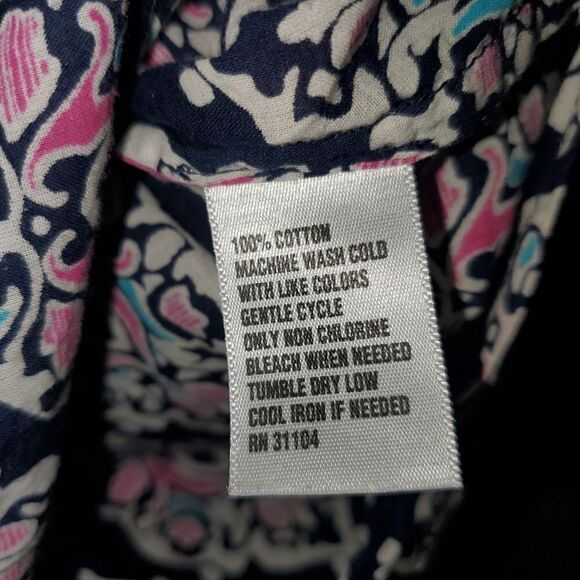 100% COTTON
MACHINE WASH COLD
WITH LIKE COLORS
GENTLE CYCLE
ONLY NON CHLORINE
BLEACH WHEN NEEDED
TUMBLE DRY LOW
COOL IRON IF NEEDED
RN 31104